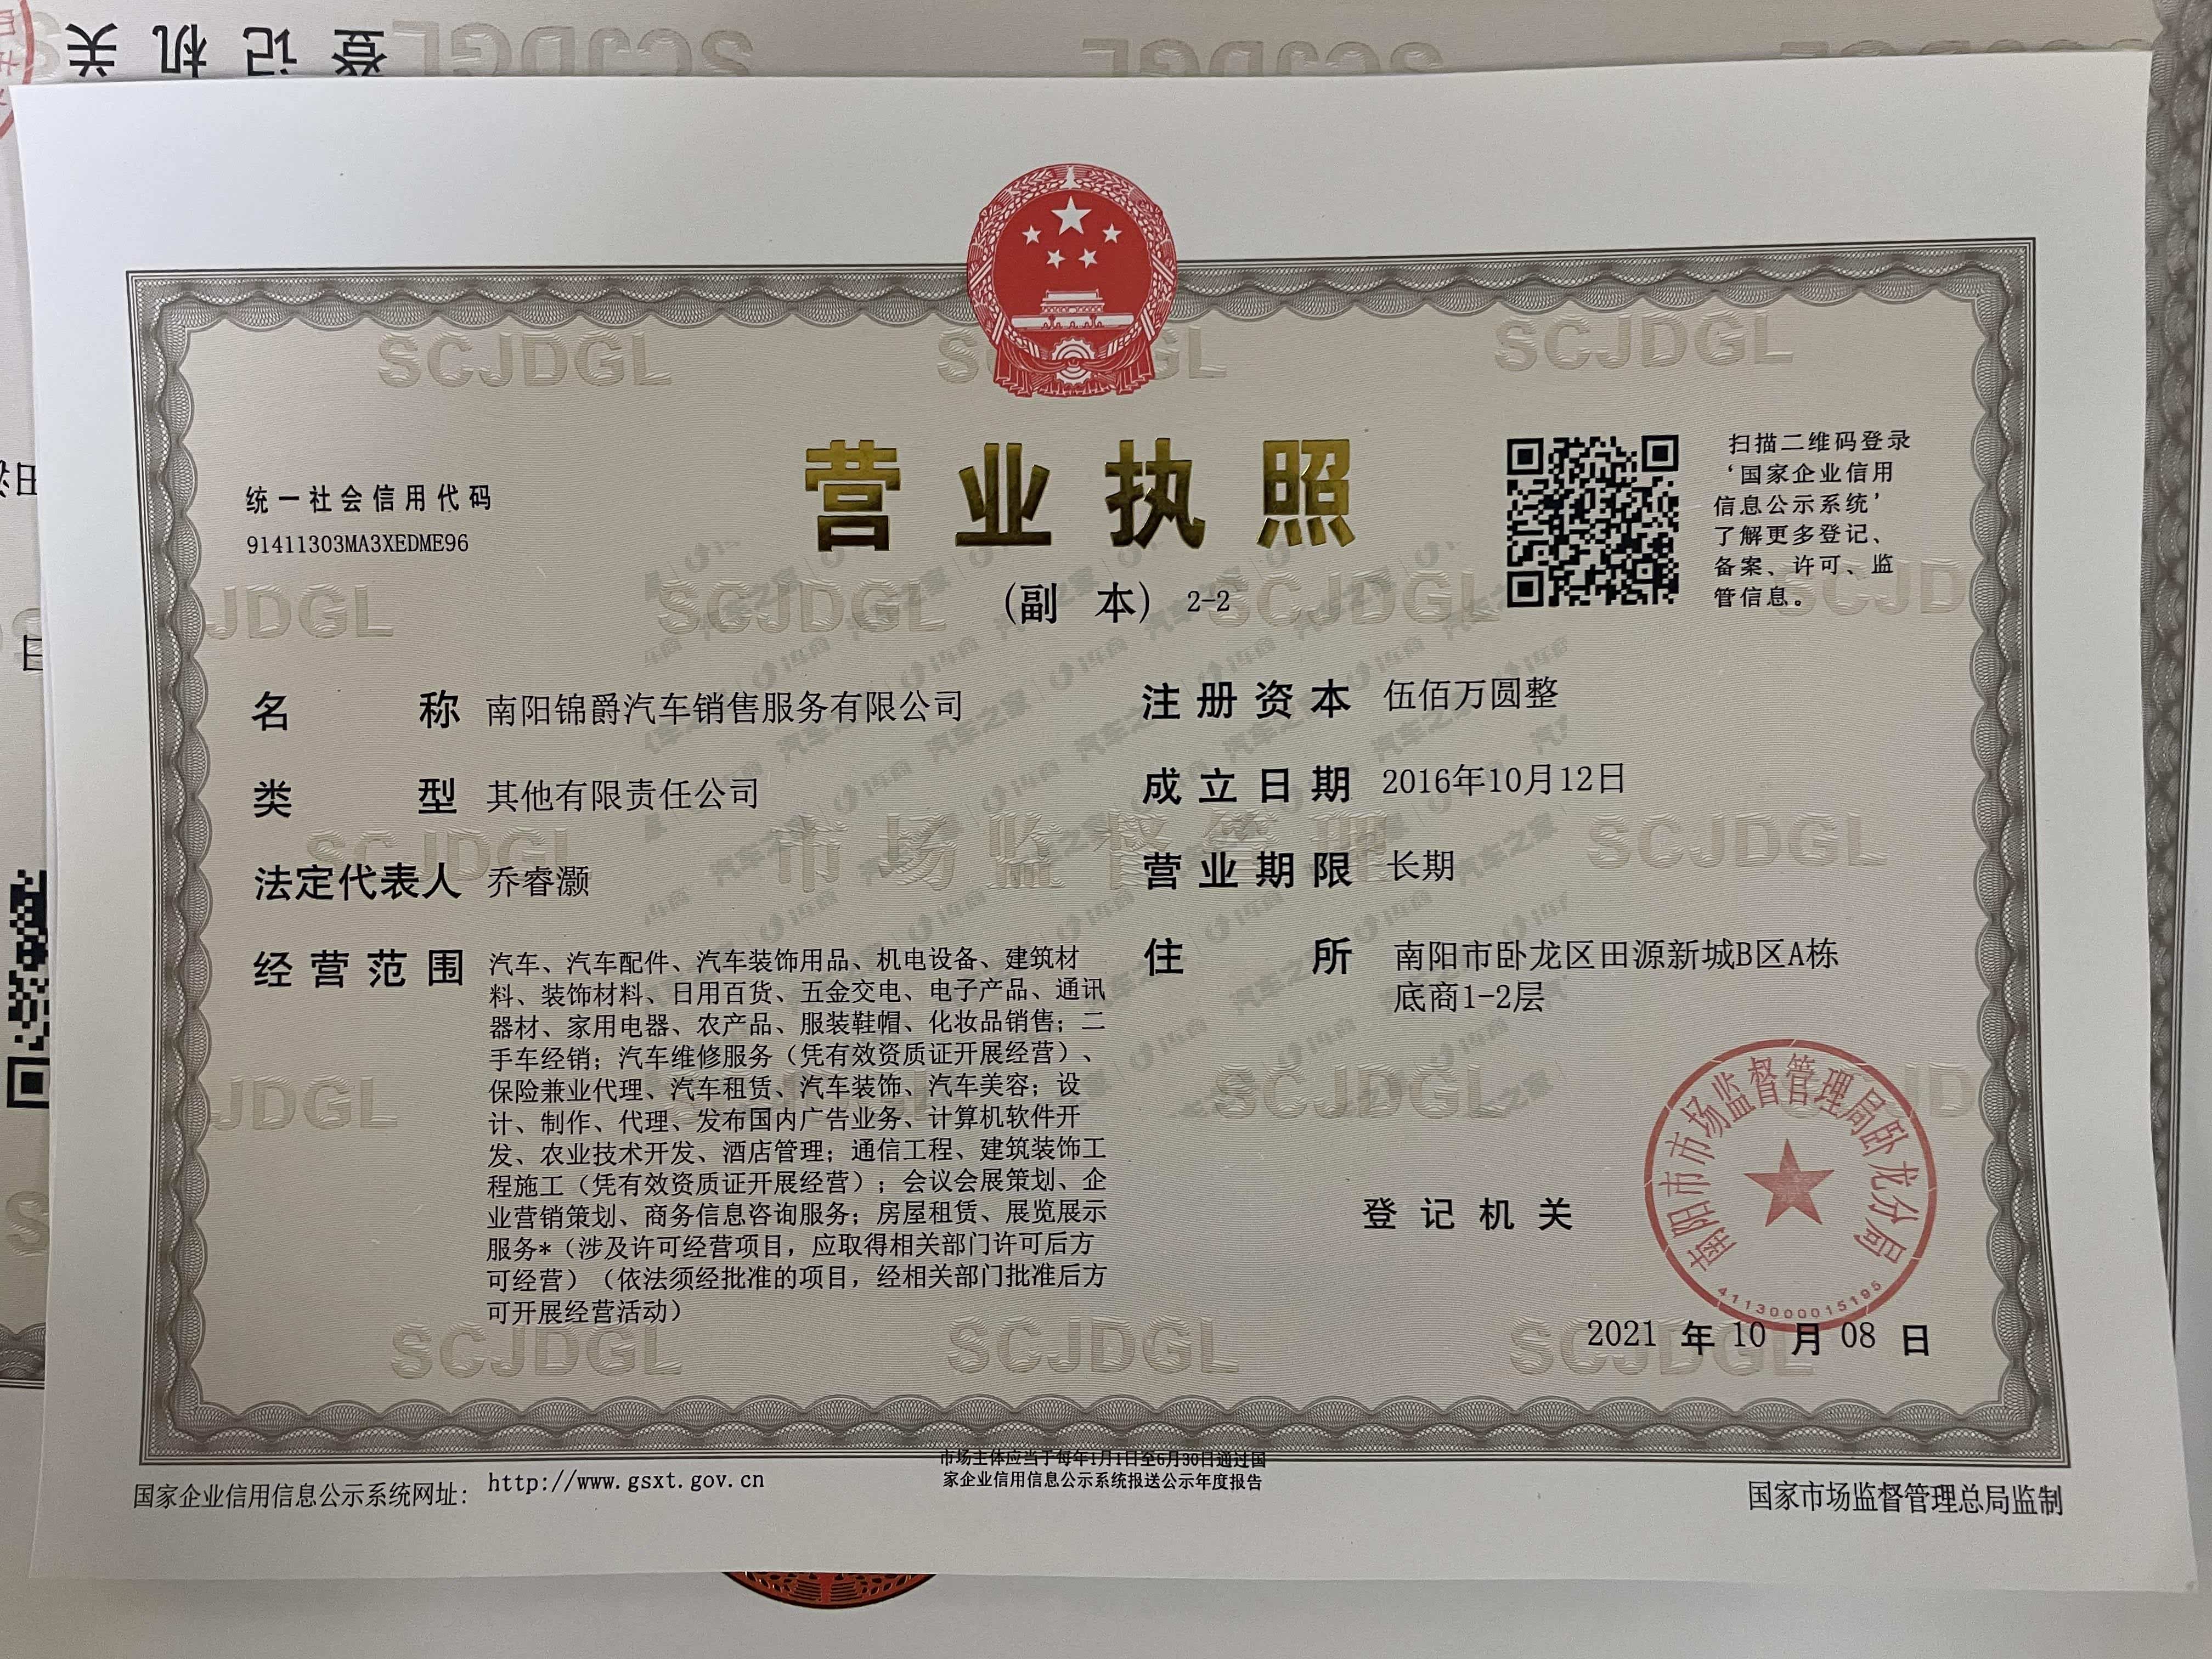 登记机关
SCJDGL
SCJDGL
SCJDGL
SCJDGL
营业执照
(副 本) 2-2
统一社会信用代码
91411303MA3XEDME96
扫描二维码登录
‘国家企业信用
信息公示系统’
了解更多登记、
备案、许可、监
管信息。
名 称 南阳锦爵汽车销售服务有限公司
类 型 其他有限责任公司
法定代表人 乔睿灏
经营范围 汽车、汽车配件、汽车装饰用品、机电设备、建筑材
料、装饰材料、日用百货、五金交电、电子产品、通讯
器材、家用电器、农产品、服装鞋帽、化妆品销售；二
手车经销；汽车维修服务（凭有效资质证开展经营）、
保险兼业代理、汽车租赁、汽车装饰、汽车美容；设
计、制作、代理、发布国内广告业务、计算机软件开
发、农业技术开发、酒店管理；通信工程、建筑装饰工
程施工（凭有效资质证开展经营）；会议会展策划、企
业营销策划、商务信息咨询服务；房屋租赁、展览展示
服务*（涉及许可经营项目，应取得相关部门许可后方
可经营）（依法须经批准的项目，经相关部门批准后方
可开展经营活动）
注册资本 伍佰万圆整
成立日期 2016年10月12日
营业期限 长期
住 所 南阳市卧龙区田源新城B区A栋
底商1-2层
市场监督管理
汽车之家
登记机关
南阳市市场监督管理局卧龙分局
4113000015195
2021 年 10 月 08 日
国家企业信用信息公示系统网址： http://www.gsxt.gov.cn
市场主体应当于每年1月1日至6月30日通过国
家企业信用信息公示系统报送公示年度报告
国家市场监督管理总局监制